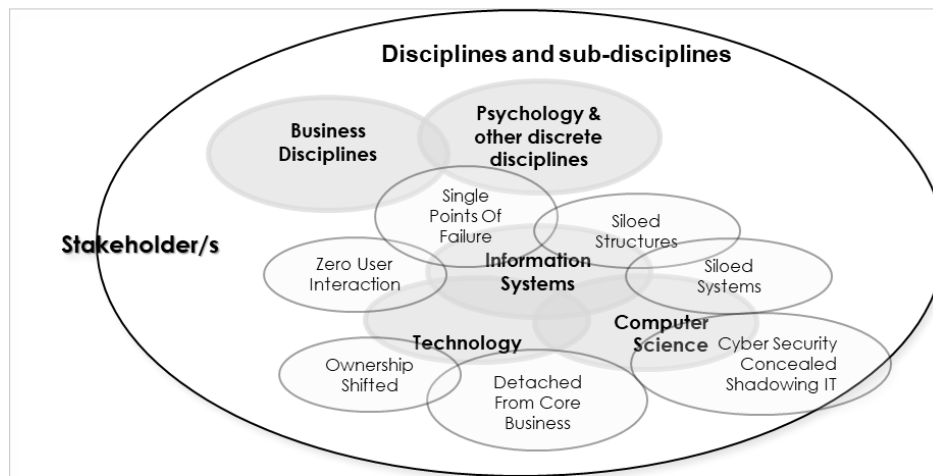 Disciplines and sub-disciplines
Business
Disciplines
Psychology &
other discrete
disciplines
Single
Points Of
Failure
Siloed
Structures
Stakeholder/s
Zero User
Interaction
Information
Systems
Siloed
Systems
Technology
Computer
Science
Ownership
Shifted
Detached
From Core
Business
Cyber Security
Concealed
Shadowing IT